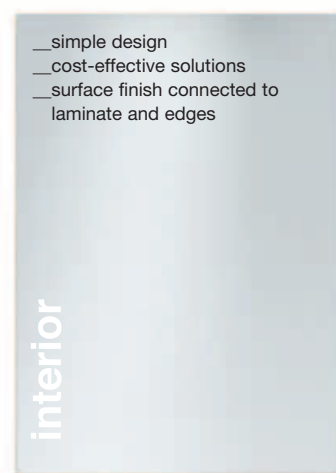 __simple design
__cost-effective solutions
__surface finish connected to
laminate and edges
interior